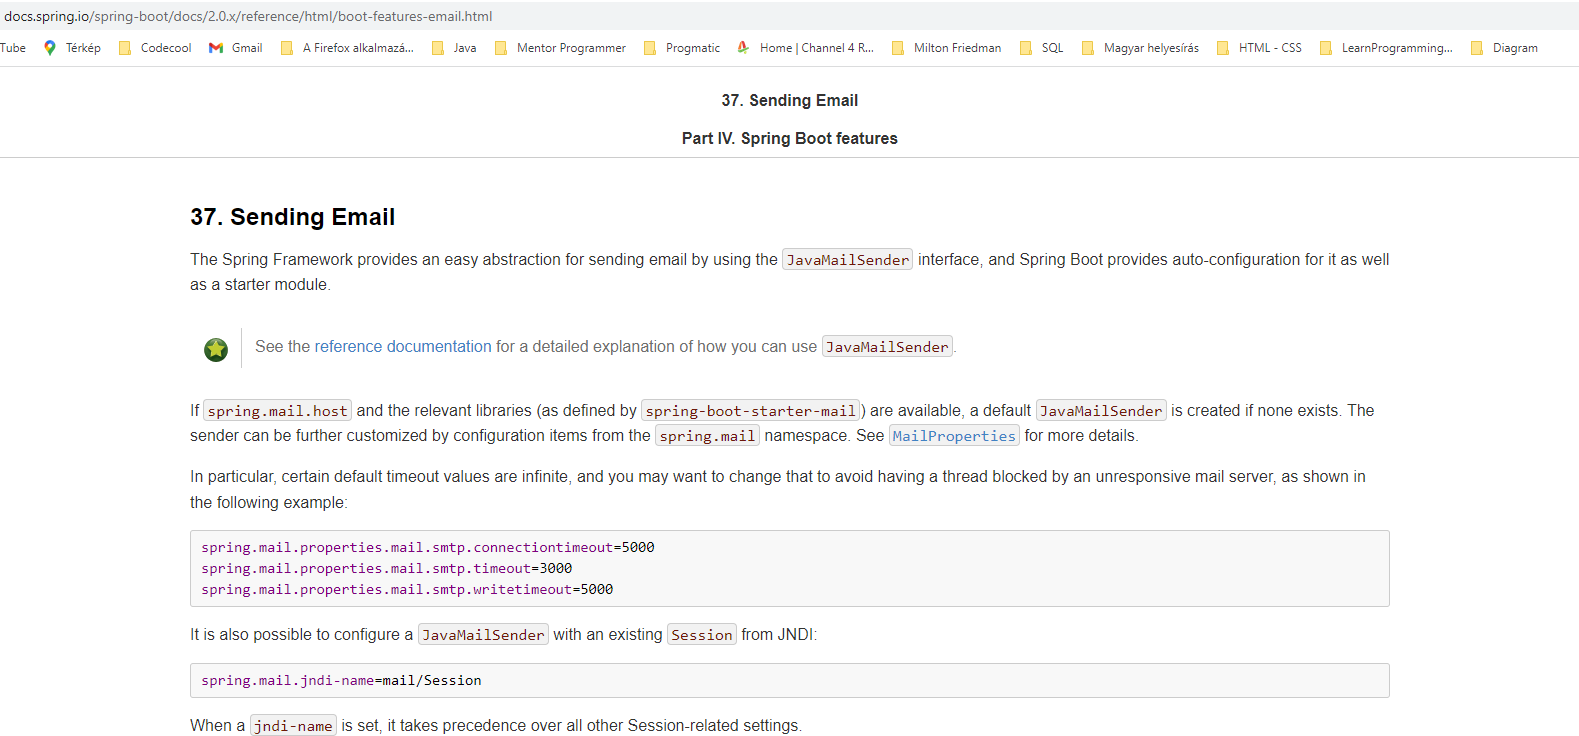 docs.spring.io/spring-boot/docs/2.0.x/reference/html/boot-features-email.html
Tube Térkép Codecool Gmail A Firefox alkalmazá... Java Mentor Programmer Progmatic Home | Channel 4 R... Milton Friedman SQL Magyar helyesírás HTML - CSS LearnProgramming... Diagram
37. Sending Email
Part IV. Spring Boot features
37. Sending Email
The Spring Framework provides an easy abstraction for sending email by using the JavaMailSender interface, and Spring Boot provides auto-configuration for it as well
as a starter module.
See the reference documentation for a detailed explanation of how you can use JavaMailSender.
If spring.mail.host and the relevant libraries (as defined by spring-boot-starter-mail) are available, a default JavaMailSender is created if none exists. The
sender can be further customized by configuration items from the spring.mail namespace. See MailProperties for more details.
In particular, certain default timeout values are infinite, and you may want to change that to avoid having a thread blocked by an unresponsive mail server, as shown in
the following example:
spring.mail.properties.mail.smtp.connectiontimeout=5000
spring.mail.properties.mail.smtp.timeout=3000
spring.mail.properties.mail.smtp.writetimeout=5000
It is also possible to configure a JavaMailSender with an existing Session from JNDI:
spring.mail.jndi-name=mail/Session
When a jndi-name is set, it takes precedence over all other Session-related settings.